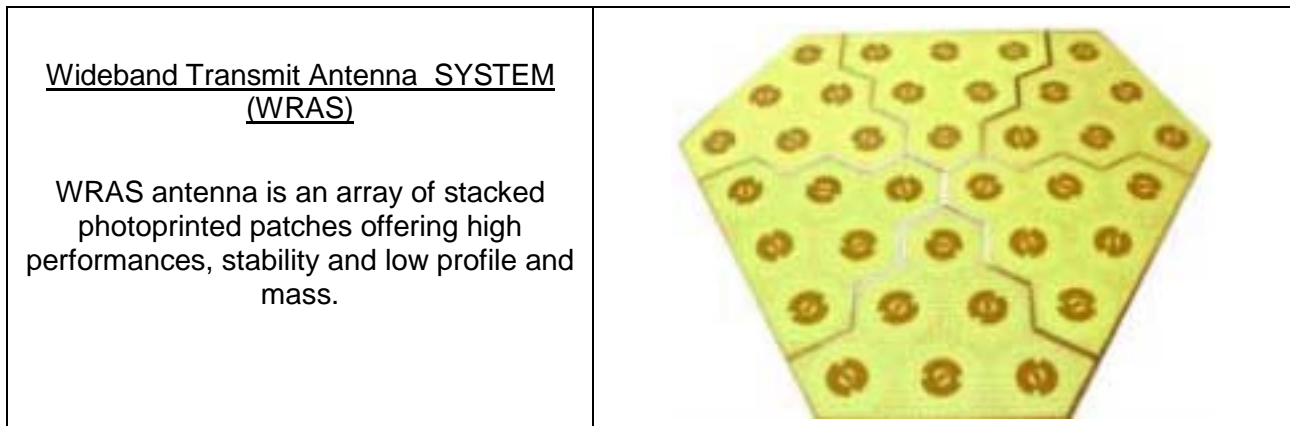 Wideband Transmit Antenna  SYSTEM
(WRAS)
WRAS antenna is an array of stacked
photoprinted patches offering high
performances, stability and low profile and
mass.